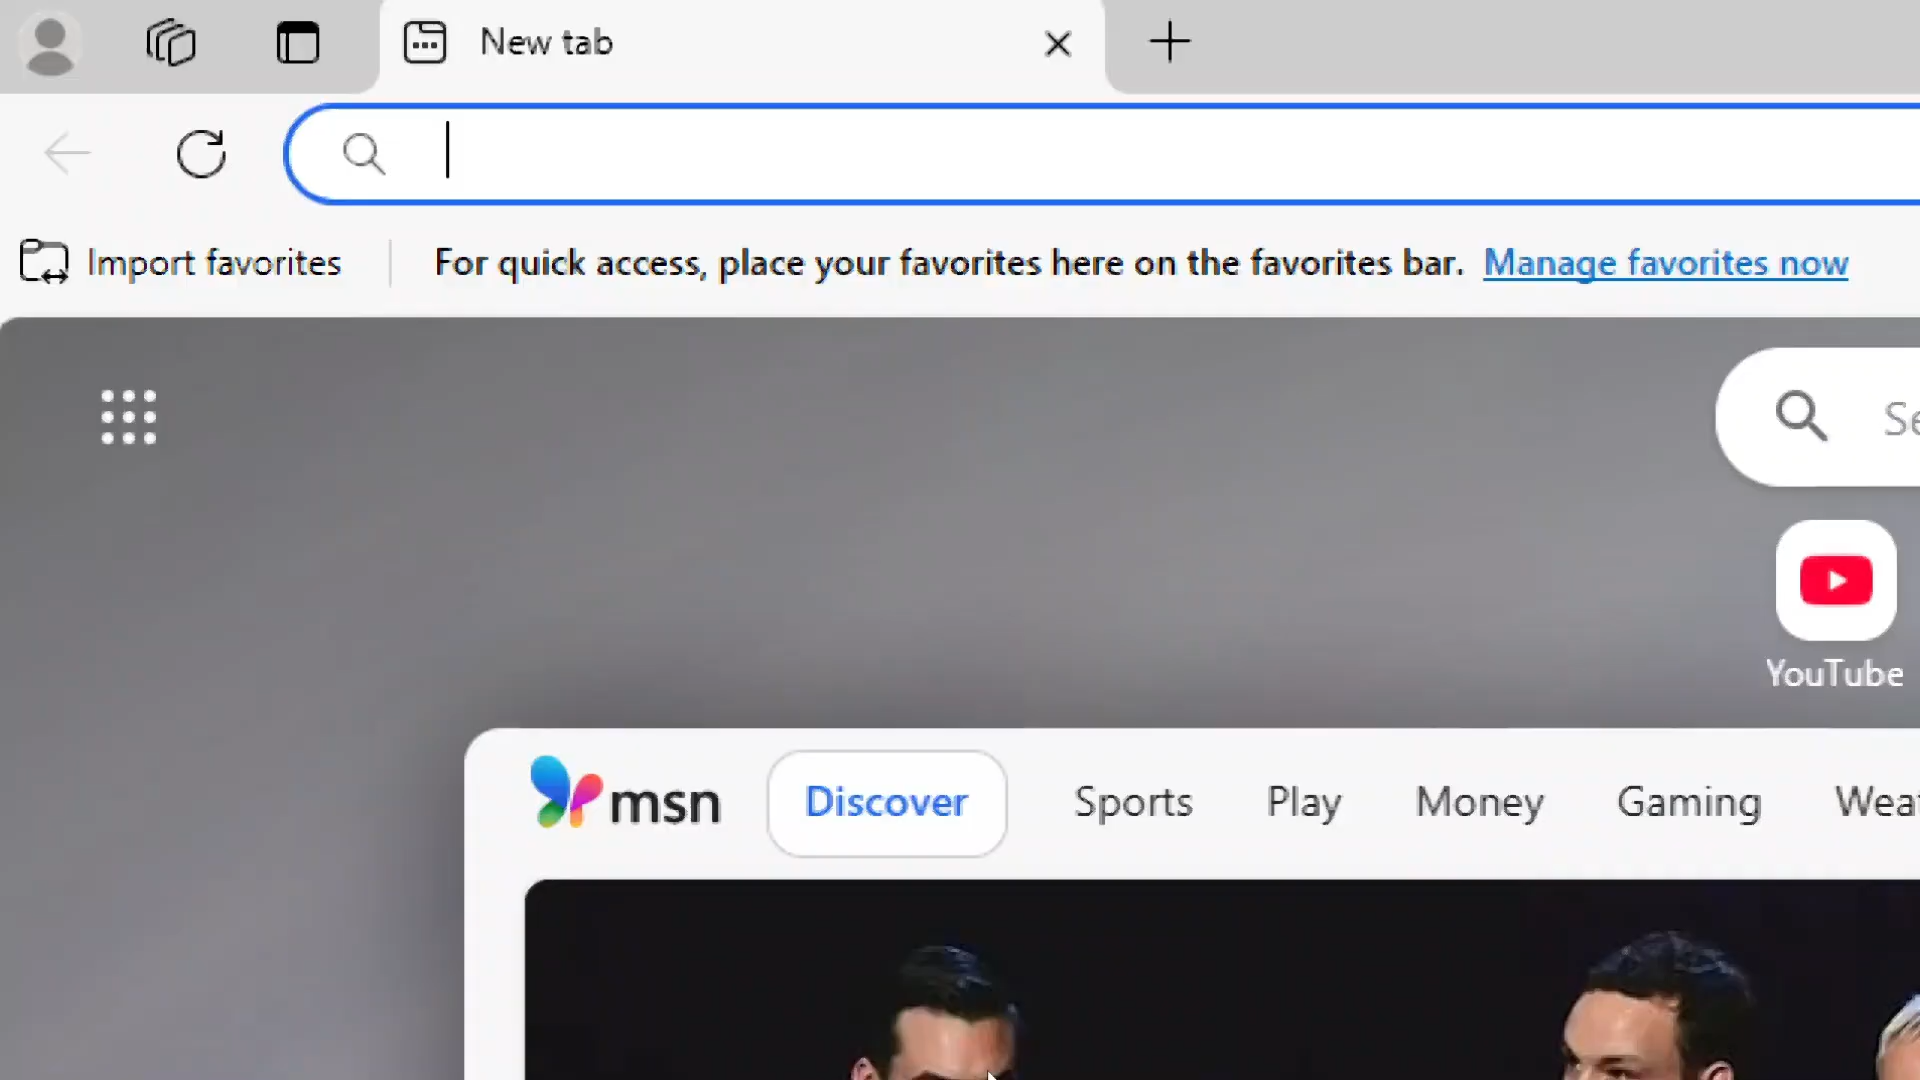 New tab
Import favorites
For quick access, place your favorites here on the favorites bar. Manage favorites now
YouTube
msn
Discover
Sports
Play
Money
Gaming